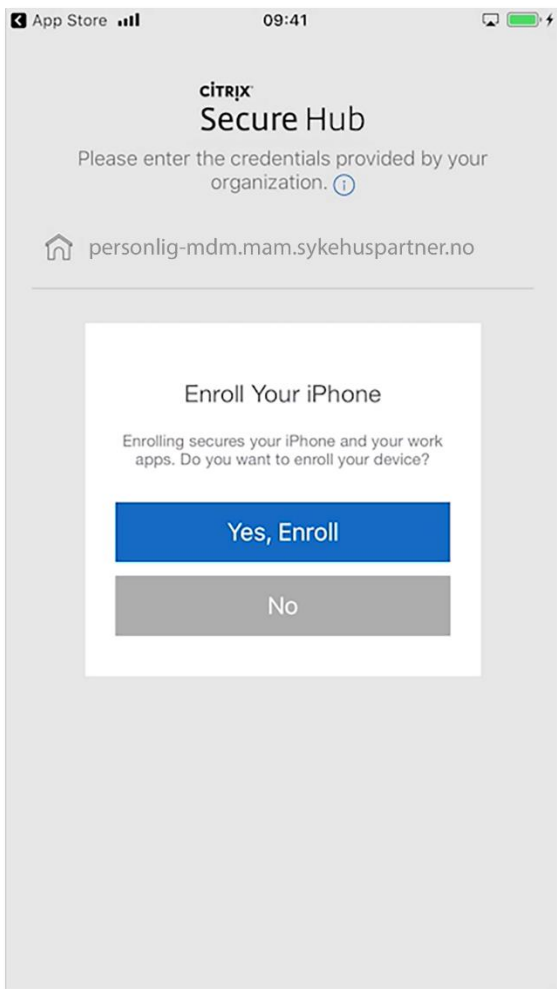 App Store 09:41
CİTRIX
Secure Hub
Please enter the credentials provided by your
organization.
personlig-mdm.mam.sykehuspartner.no
Enroll Your iPhone
Enrolling secures your iPhone and your work
apps. Do you want to enroll your device?
Yes, Enroll
No